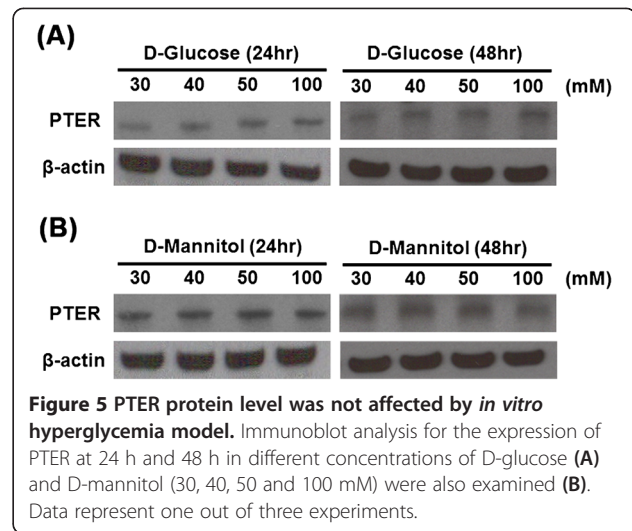 (A)
D-Glucose (24hr) D-Glucose (48hr)
30 40 50 100 30 40 50 100 (mM)
PTER
β-actin
(B)
D-Mannitol (24hr) D-Mannitol (48hr)
30 40 50 100 30 40 50 100 (mM)
PTER
β-actin
Figure 5 PTER protein level was not affected by in vitro
hyperglycemia model. Immunoblot analysis for the expression of
PTER at 24 h and 48 h in different concentrations of D-glucose (A)
and D-mannitol (30, 40, 50 and 100 mM) were also examined (B).
Data represent one out of three experiments.